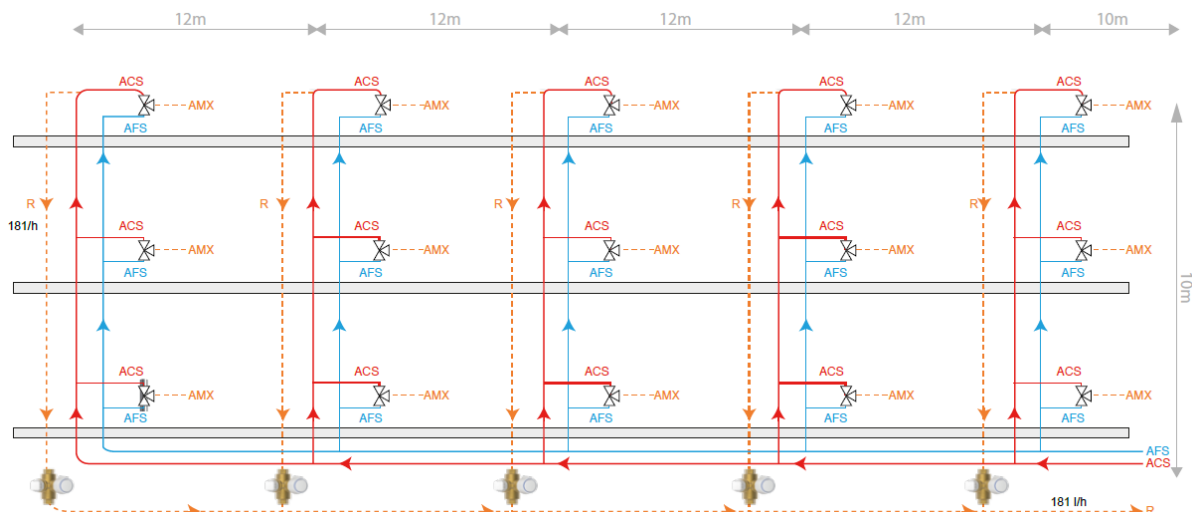 12m 12m 12m 12m 10m
ACS ACS ACS ACS ACS
AMX AMX AMX AMX AMX
AFS AFS AFS AFS AFS
R R R R R
181/h
ACS ACS ACS ACS ACS
AMX AMX AMX AMX AMX
AFS AFS AFS AFS AFS
10m
ACS ACS ACS ACS ACS
AMX AMX AMX AMX AMX
AFS AFS AFS AFS AFS
AFS
ACS
181 l/h
R